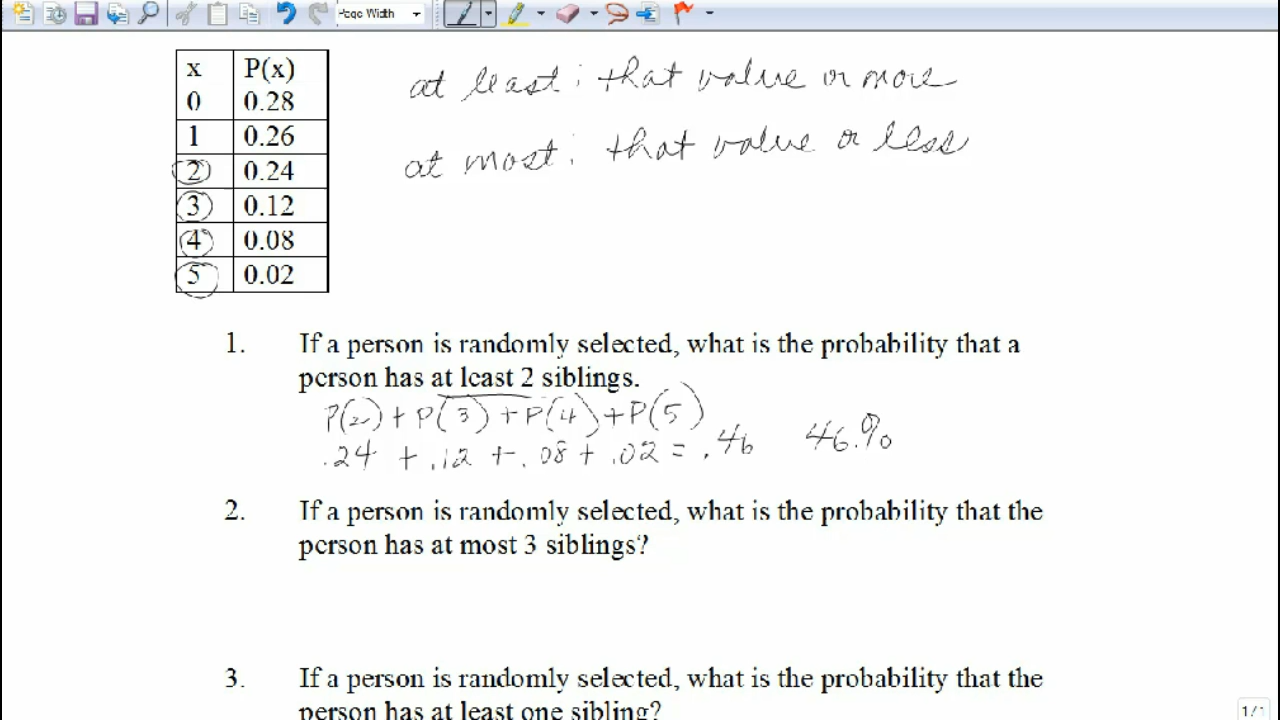 Page Width
x P(x)
0 0.28
1 0.26
2 0.24
3 0.12
4 0.08
5 0.02
at least : that value or more
at most : that value or less
1. If a person is randomly selected, what is the probability that a
person has at least 2 siblings.
P(2) + P(3) + P(4) + P(5)
.24 + .12 + .08 + .02 = .46 46%
2. If a person is randomly selected, what is the probability that the
person has at most 3 siblings?
3. If a person is randomly selected, what is the probability that the
person has at least one sibling?
1/1